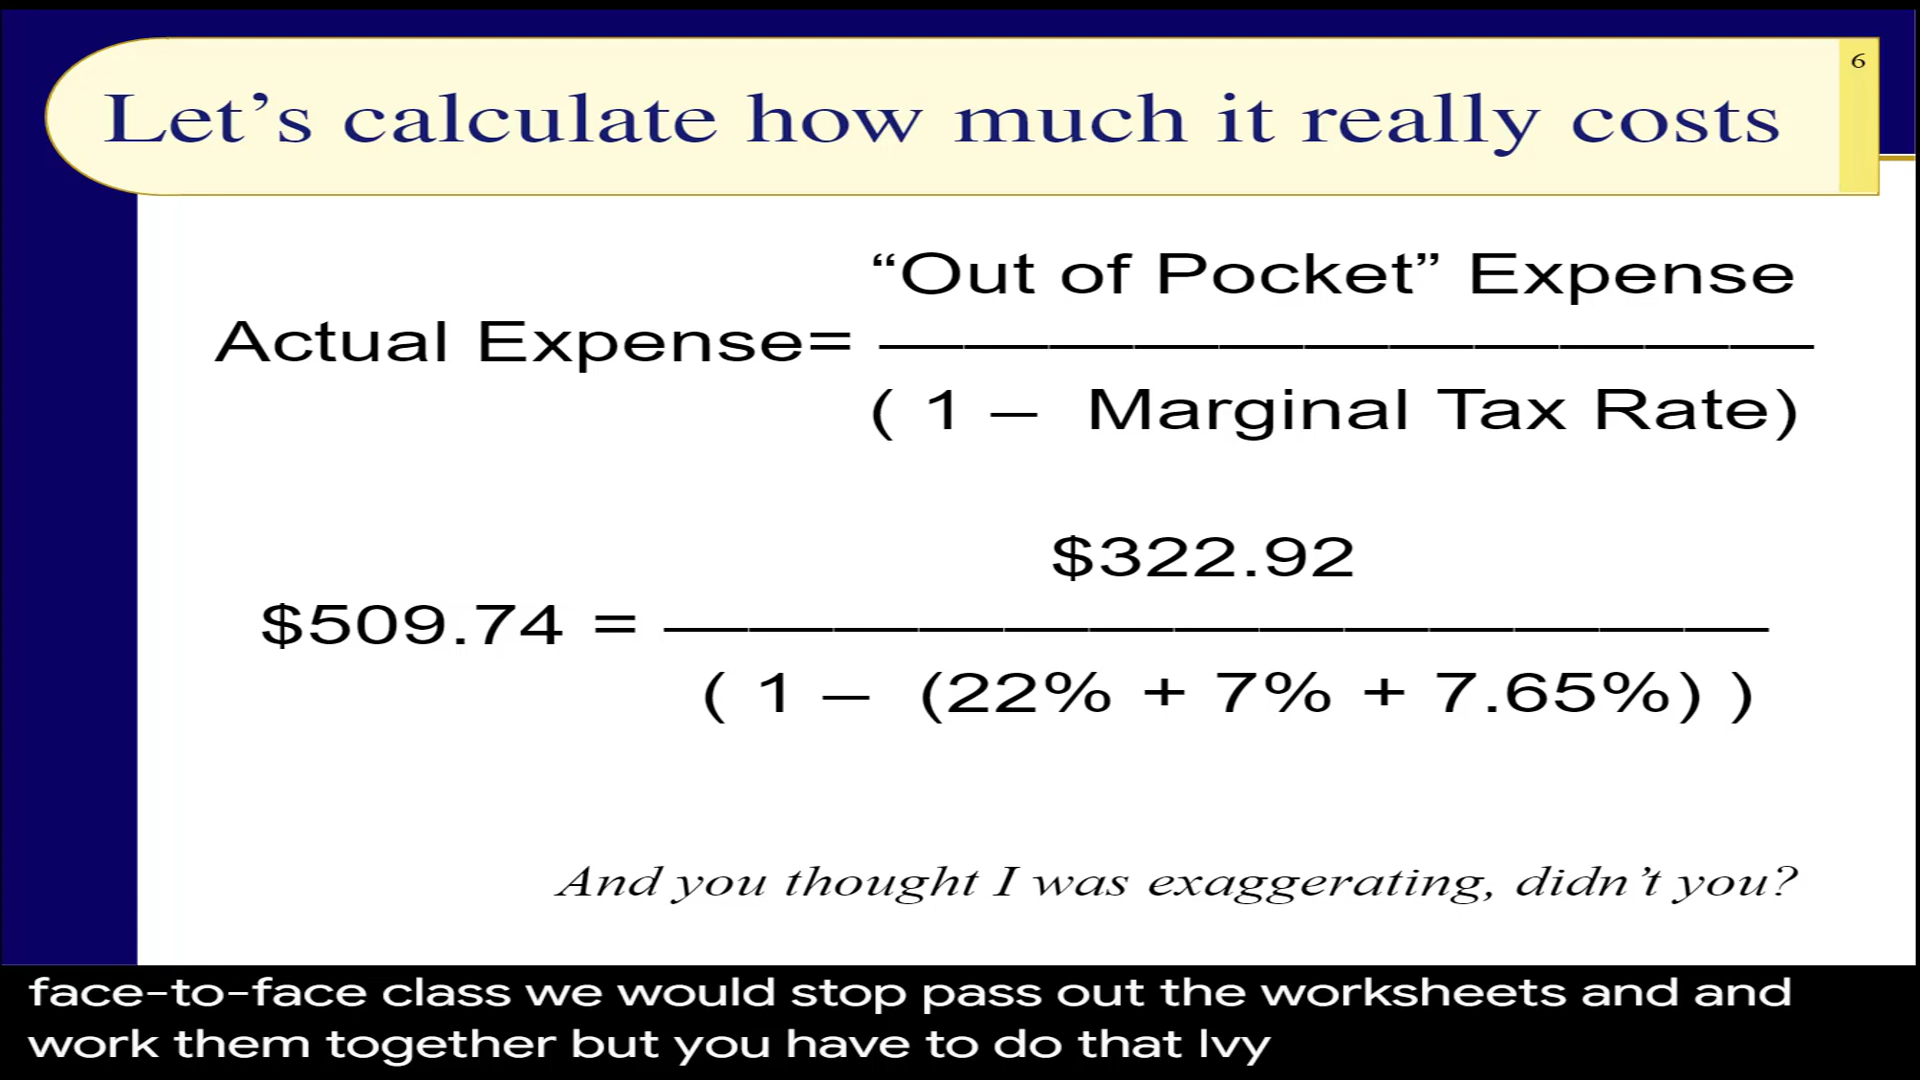 6
Let’s calculate how much it really costs
“Out of Pocket” Expense
Actual Expense= ———————————
( 1 – Marginal Tax Rate)
$322.92
$509.74 = —————————————
( 1 – (22% + 7% + 7.65%) )
And you thought I was exaggerating, didn’t you?
face-to-face class we would stop pass out the worksheets and and
work them together but you have to do that Ivy